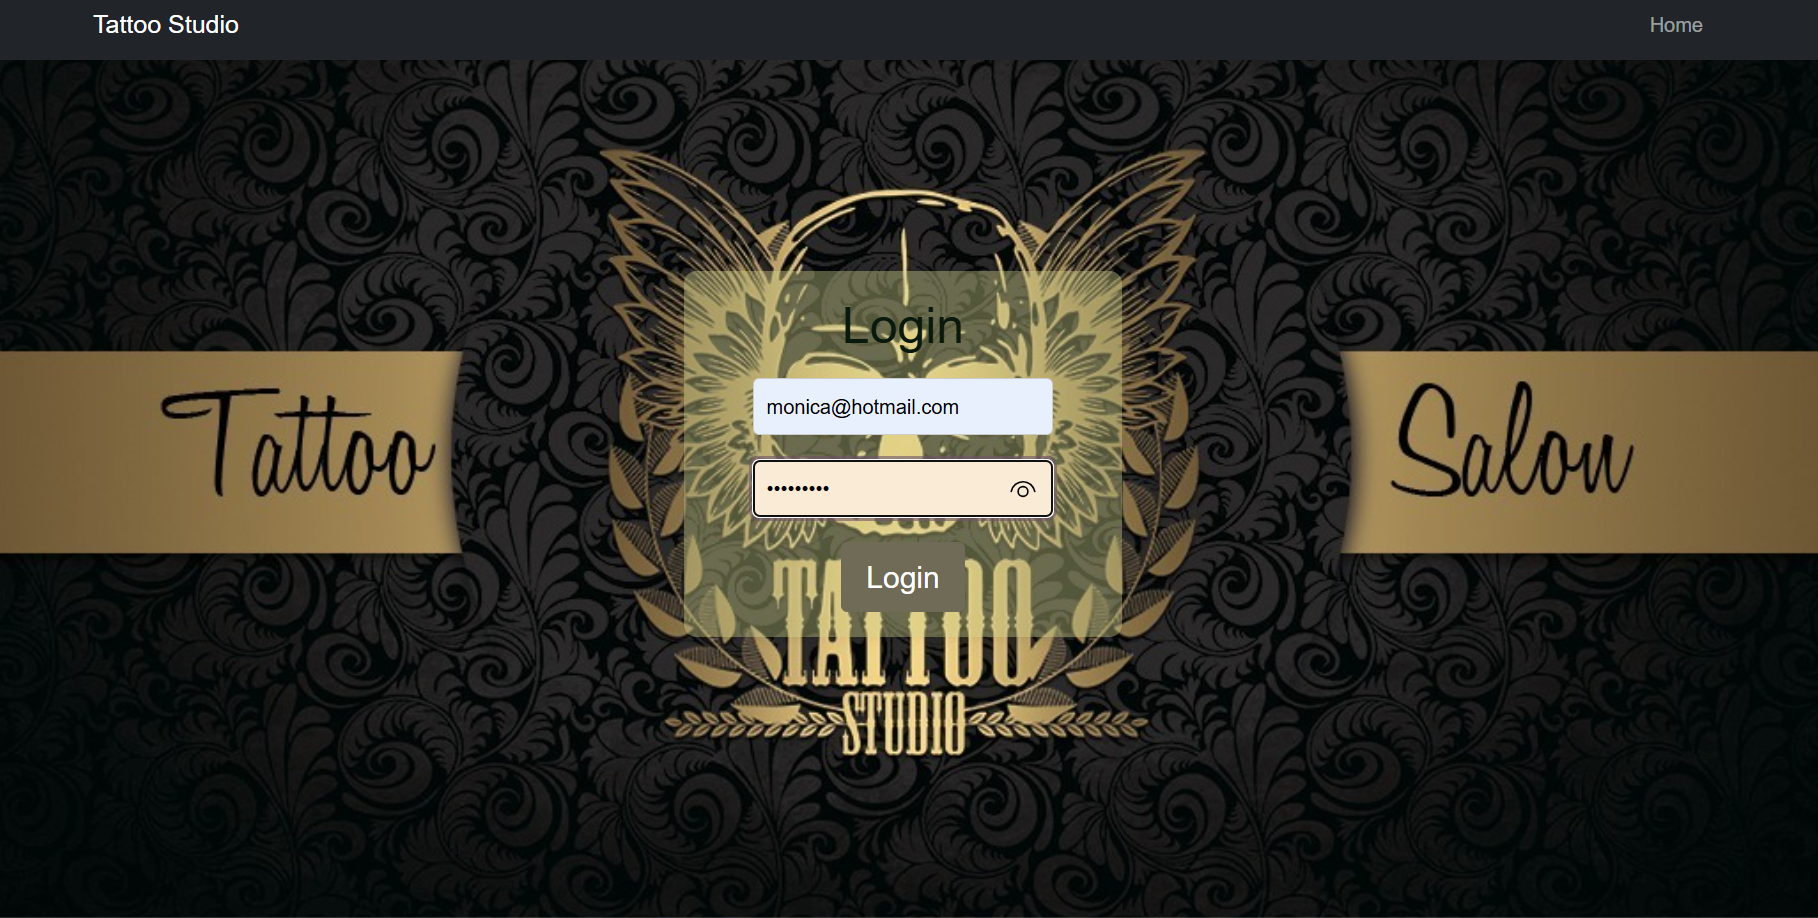 Tattoo Studio
Home
Login
monica@hotmail.com
•••••••••
Login
Tattoo
Salon
TATTOO
STUDIO